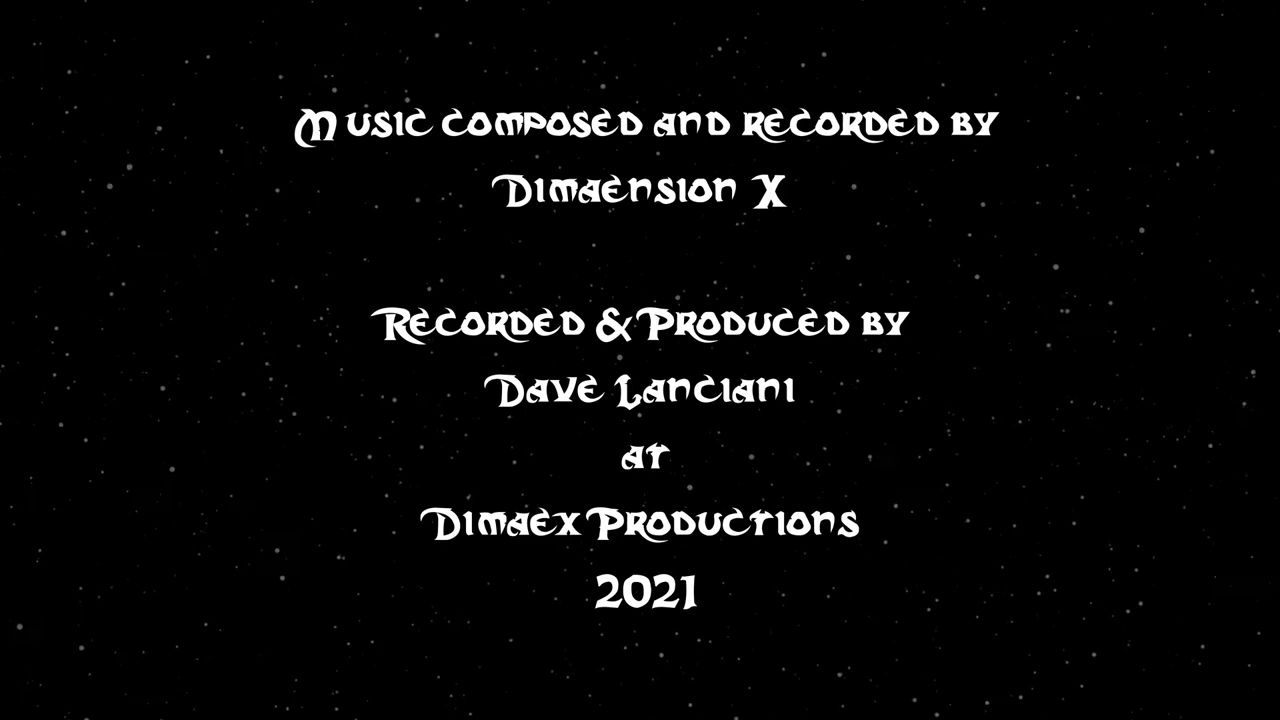 Music composed and recorded by
Dimaension X
Recorded & Produced by
Dave Lanciani
at
Dimaex Productions
2021